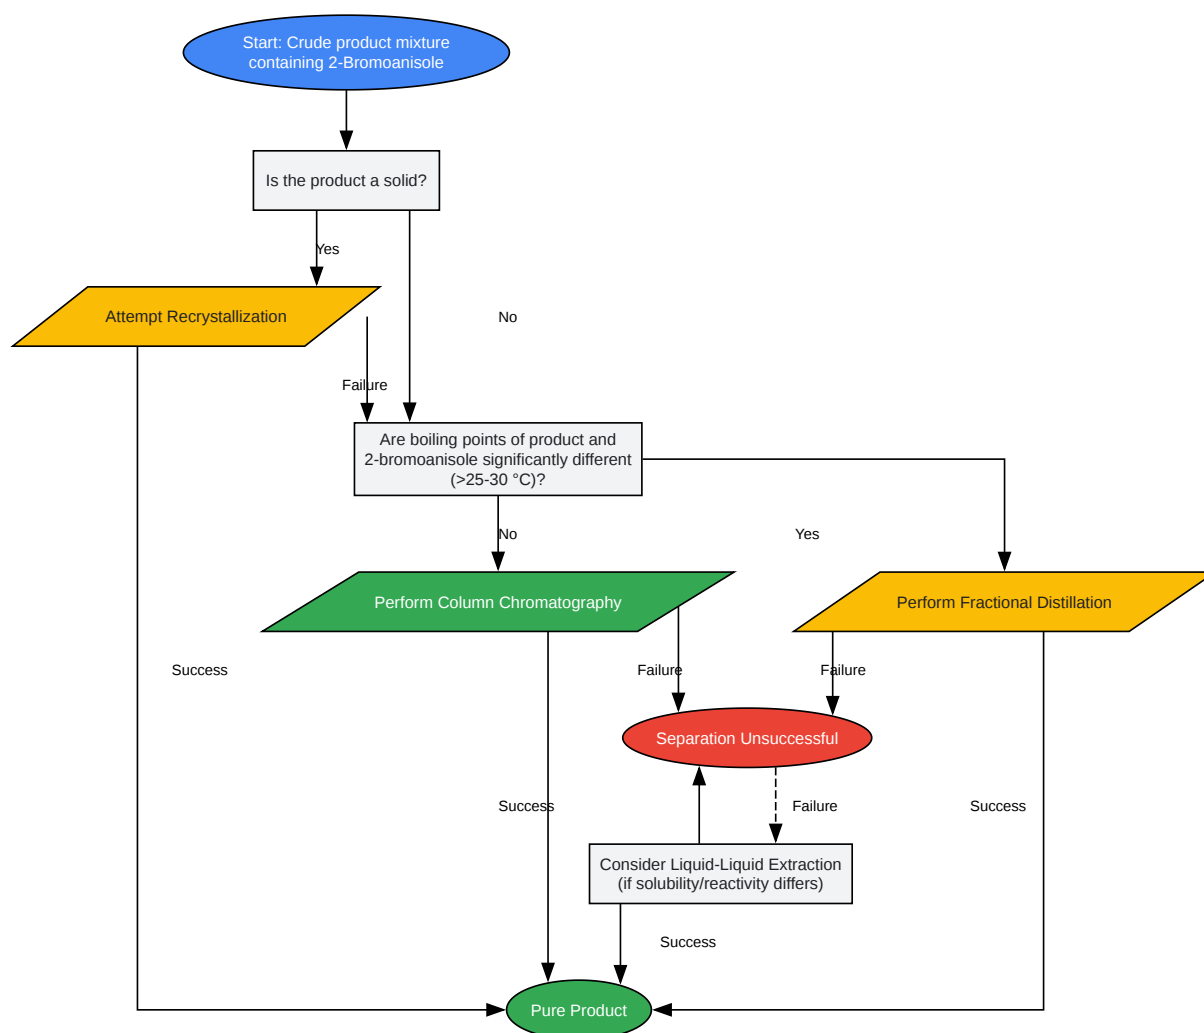 Start: Crude product mixture
containing 2-Bromoanisole
Is the product a solid?
Yes
Attempt Recrystallization
No
Failure
Are boiling points of product and
2-bromoanisole significantly different
(>25-30 °C)?
No
Yes
Perform Column Chromatography
Perform Fractional Distillation
Success
Failure
Failure
Separation Unsuccessful
Success
Failure
Success
Consider Liquid-Liquid Extraction
(if solubility/reactivity differs)
Success
Pure Product